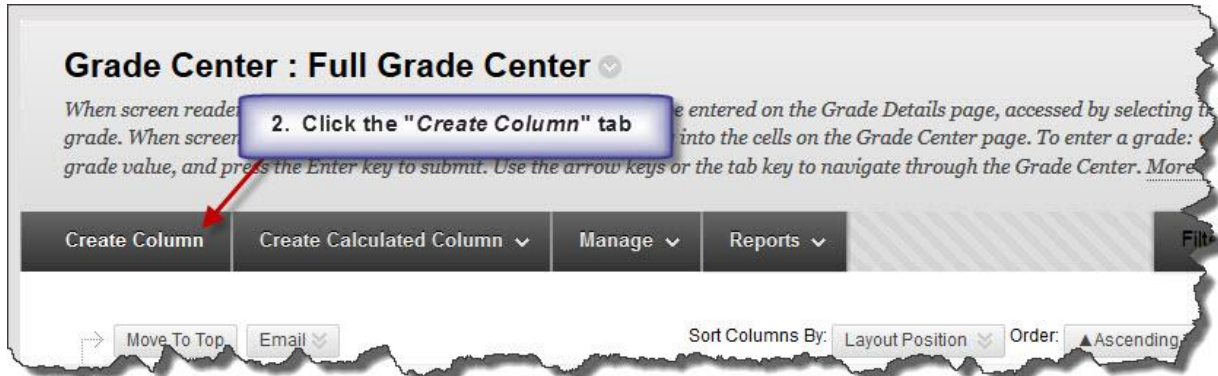 Grade Center : Full Grade Center
When screen reade
2. Click the "Create Column" tab
e entered on the Grade Details page, accessed by selecting
grade. When screen
into the cells on the Grade Center page. To enter a grade:
grade value, and press the Enter key to submit. Use the arrow keys or the tab key to navigate through the Grade Center. More
Create Column Create Calculated Column Manage Reports Filte
Move To Top Email Sort Columns By: Layout Position Order: ▲Ascending